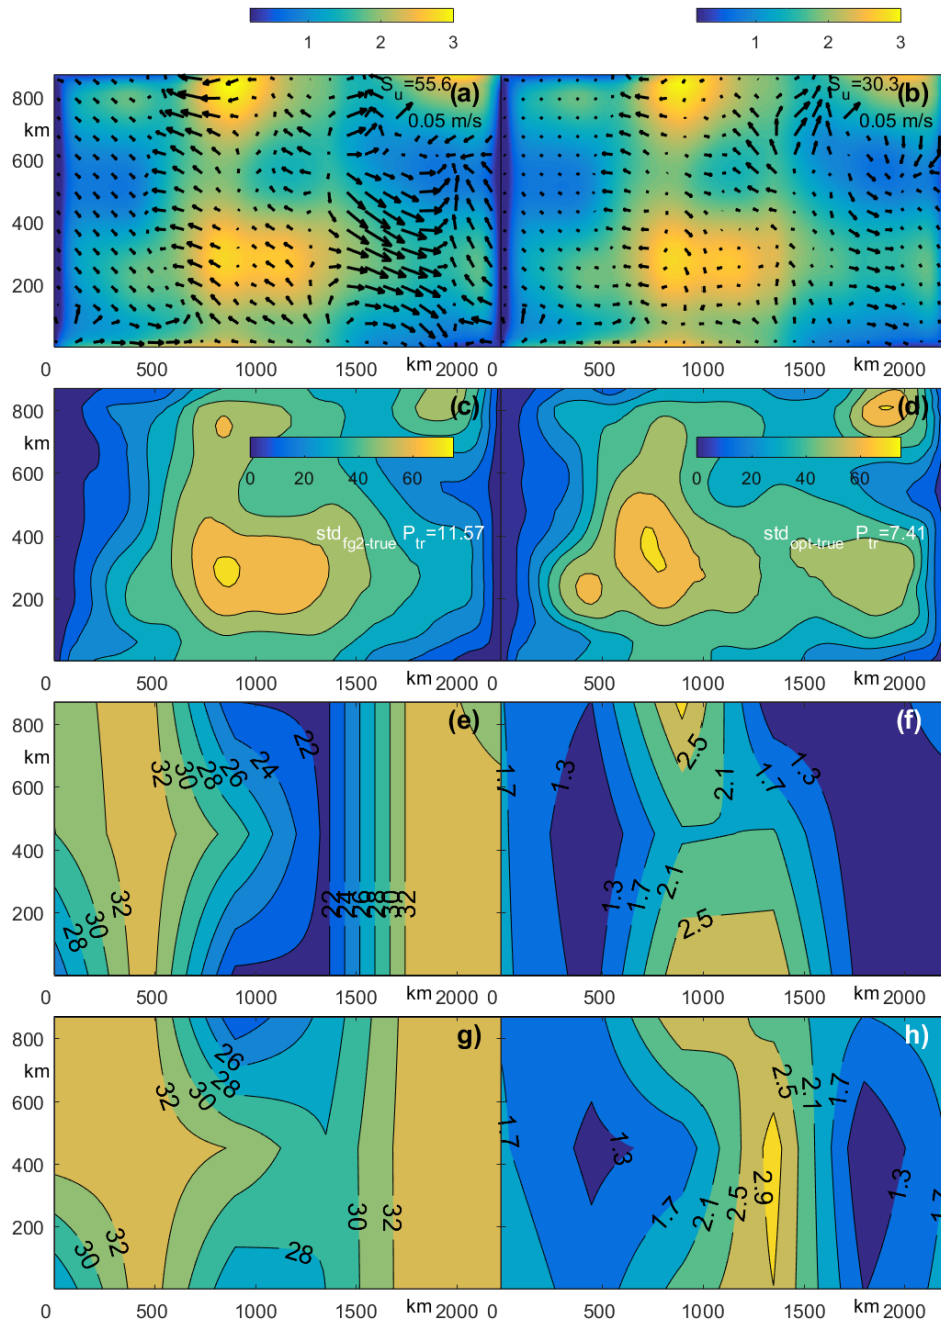 1 2 3 1 2 3
800 (a) S_u=55.6 (b) S_u=30.3
km 0.05 m/s 0.05 m/s
600
400
200
0 500 1000 1500 km 2000 0 500 1000 1500 km 2000
800 (c) (d)
km
600 0 20 40 60 0 20 40 60
400 std_fg2-true P_tr=11.57 std_opt-true P_tr=7.41
200
0 500 1000 1500 km 2000 0 500 1000 1500 km 2000
800 (e) (f)
km
32 30 28 26 24 22 1.7 1.3 2.5 2.1 1.7 1.3
600
400
28 30 32 22 24 26 28 30 32 1.3 1.7 2.1 2.5
200
0 500 1000 1500 km 2000 0 500 1000 1500 km 2000
800 g) h)
km
32 30 28 26 1.7 2.5 2.1 1.7
600
400
1.3
200
30 32 28 30 32 1.7 2.1 2.5 2.9 1.3 1.7
0 500 1000 1500 km 2000 0 500 1000 1500 km 2000